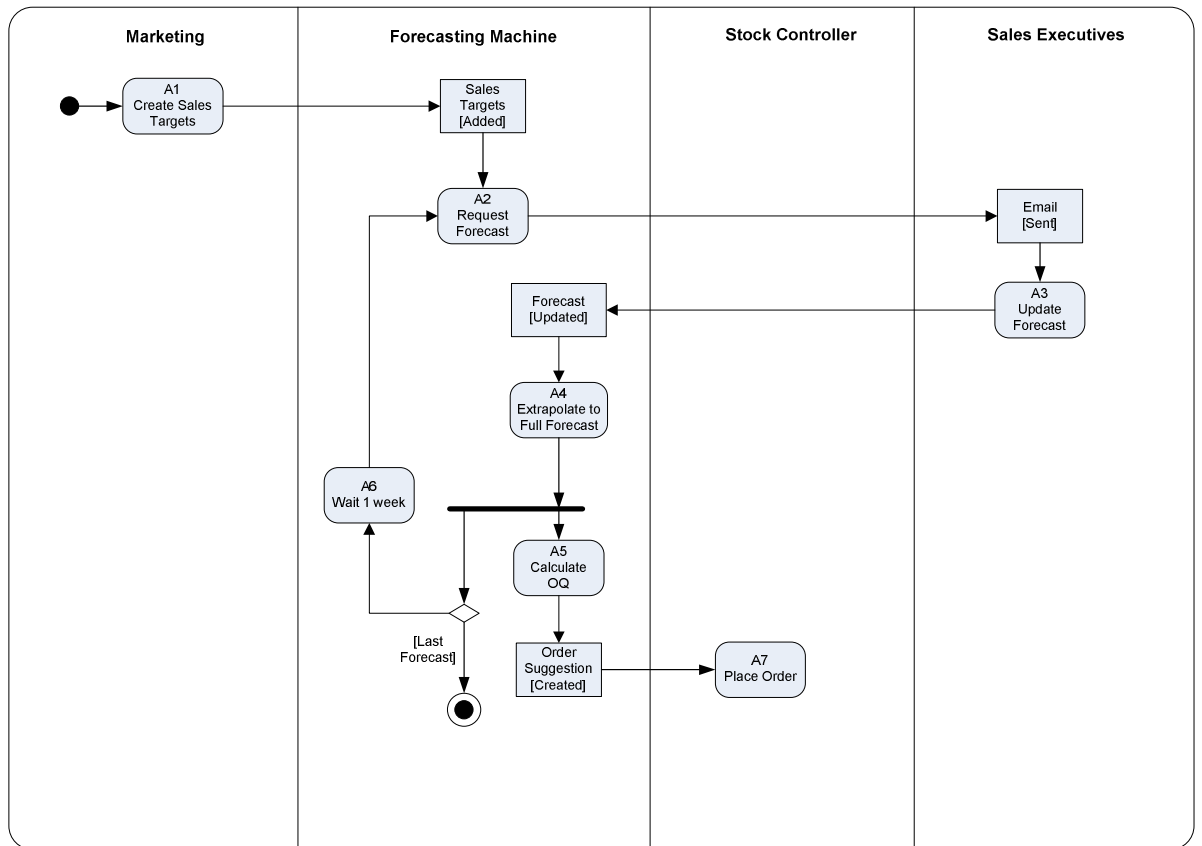 Marketing
Forecasting Machine
Stock Controller
Sales Executives
A1
Create Sales
Targets
Sales
Targets
[Added]
A2
Request
Forecast
Email
[Sent]
A3
Update
Forecast
Forecast
[Updated]
A4
Extrapolate to
Full Forecast
A6
Wait 1 week
A5
Calculate
OQ
[Last
Forecast]
Order
Suggestion
[Created]
A7
Place Order